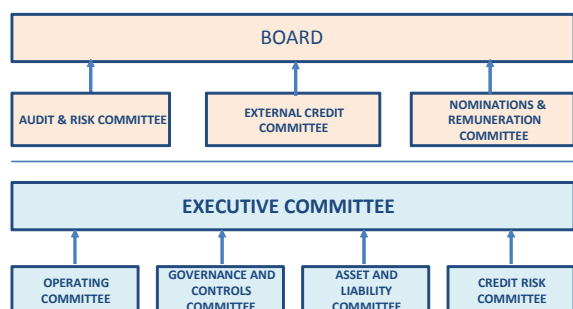 BOARD
AUDIT & RISK COMMITTEE
EXTERNAL CREDIT
COMMITTEE
NOMINATIONS &
REMUNERATION
COMMITTEE
EXECUTIVE COMMITTEE
OPERATING
COMMITTEE
GOVERNANCE AND
CONTROLS
COMMITTEE
ASSET AND
LIABILITY
COMMITTEE
CREDIT RISK
COMMITTEE